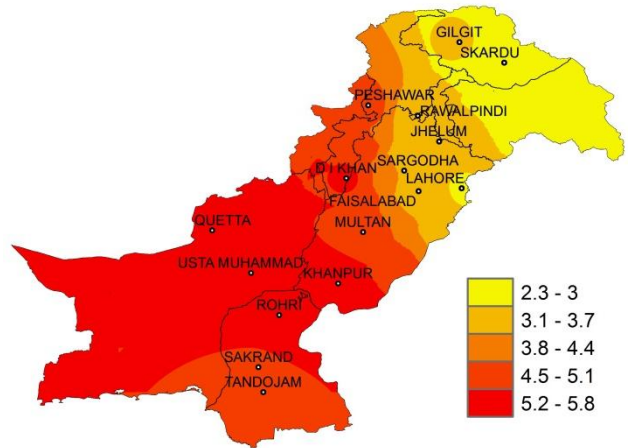 GILGIT
SKARDU
PESHAWAR
RAWALPINDI
JHELUM
SARGODHA
D I KHAN
LAHORE
FAISALABAD
MULTAN
QUETTA
USTA MUHAMMAD
KHANPUR
ROHRI
SAKRAND
TANDOJAM
2.3 - 3
3.1 - 3.7
3.8 - 4.4
4.5 - 5.1
5.2 - 5.8